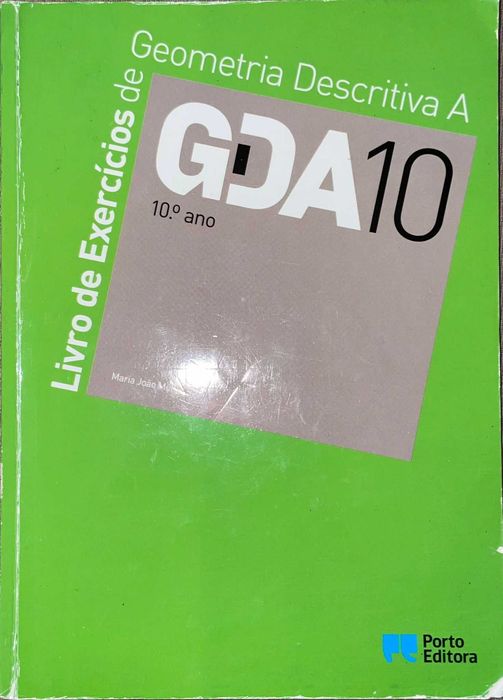 Livro de Exercícios de
Geometria Descritiva A
GDA10
10.º ano
Maria João
Porto
Editora